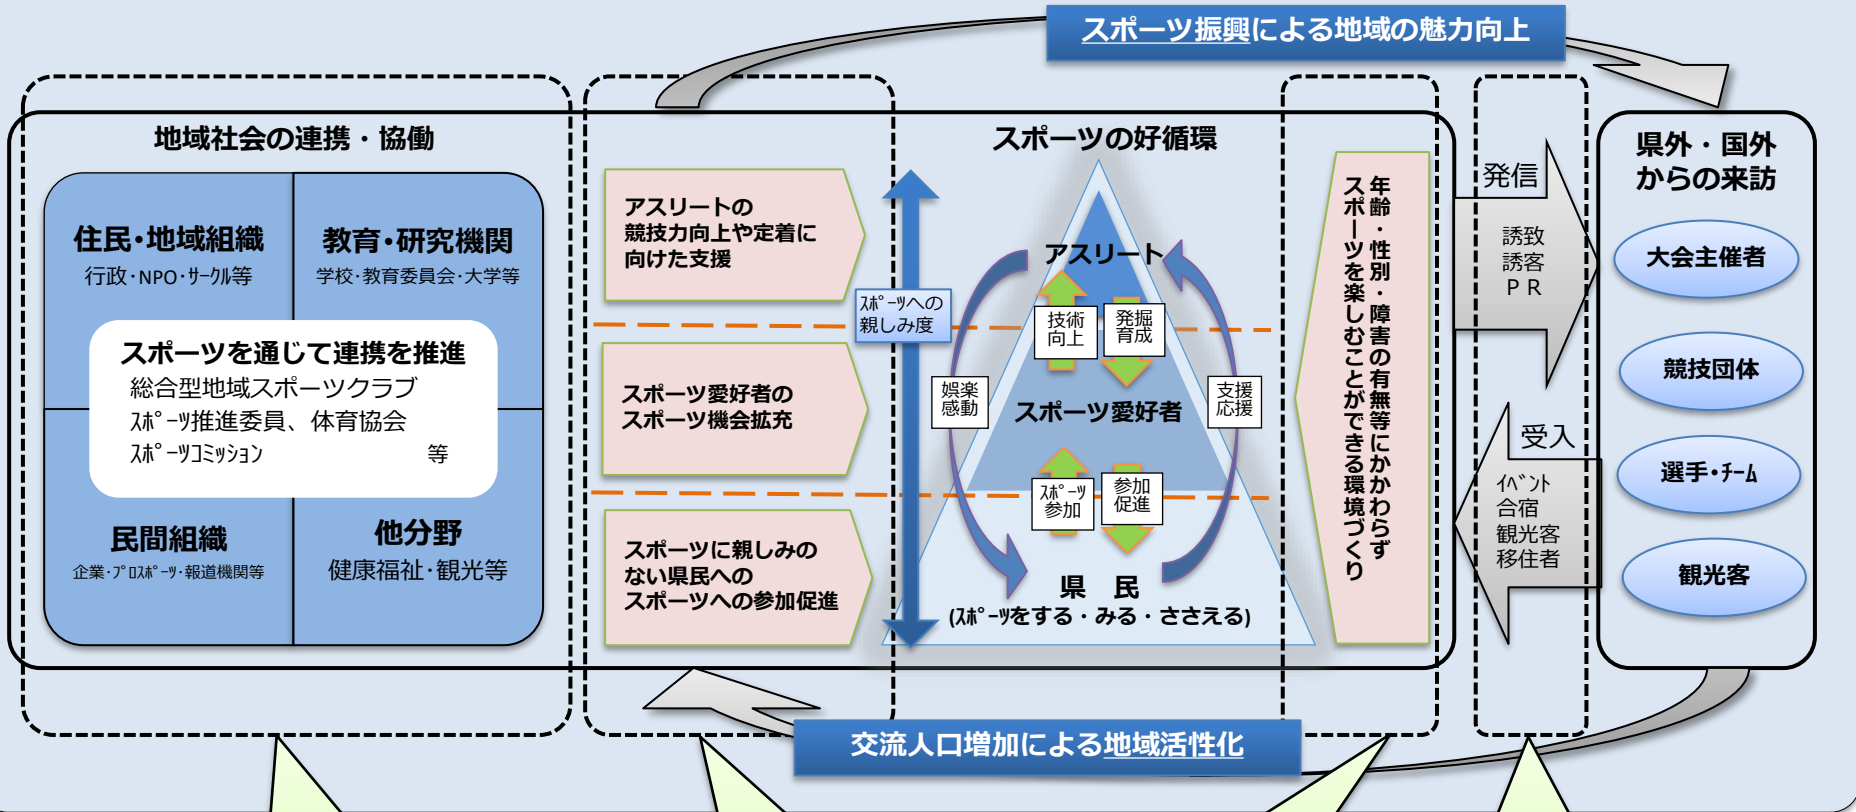 スポーツ振興による地域の魅力向上
地域社会の連携・協働
住民・地域組織
行政・NPO・ｻｰｸﾙ等
教育・研究機関
学校・教育委員会・大学等
スポーツを通じて連携を推進
総合型地域スポーツクラブ
ｽﾎﾟｰﾂ推進委員、体育協会
ｽﾎﾟｰﾂｺﾐｯｼｮﾝ 等
民間組織
企業・ﾌﾟﾛｽﾎﾟｰﾂ・報道機関等
他分野
健康福祉・観光等
アスリートの
競技力向上や定着に
向けた支援
スポーツ愛好者の
スポーツ機会拡充
スポーツに親しみの
ない県民への
スポーツへの参加促進
ｽﾎﾟｰﾂへの
親しみ度
スポーツの好循環
アスリート
技術
向上
発掘
育成
娯楽
感動
スポーツ愛好者
支援
応援
ｽﾎﾟｰﾂ
参加
参加
促進
県 民
(ｽﾎﾟｰﾂをする・みる・ささえる)
年齢・性別・障害の有無等にかかわらず
スポーツを楽しむことができる環境づくり
発信
誘致
誘客
ＰＲ
受入
ｲﾍﾞﾝﾄ
合宿
観光客
移住者
県外・国外
からの来訪
大会主催者
競技団体
選手・ﾁｰﾑ
観光客
交流人口増加による地域活性化